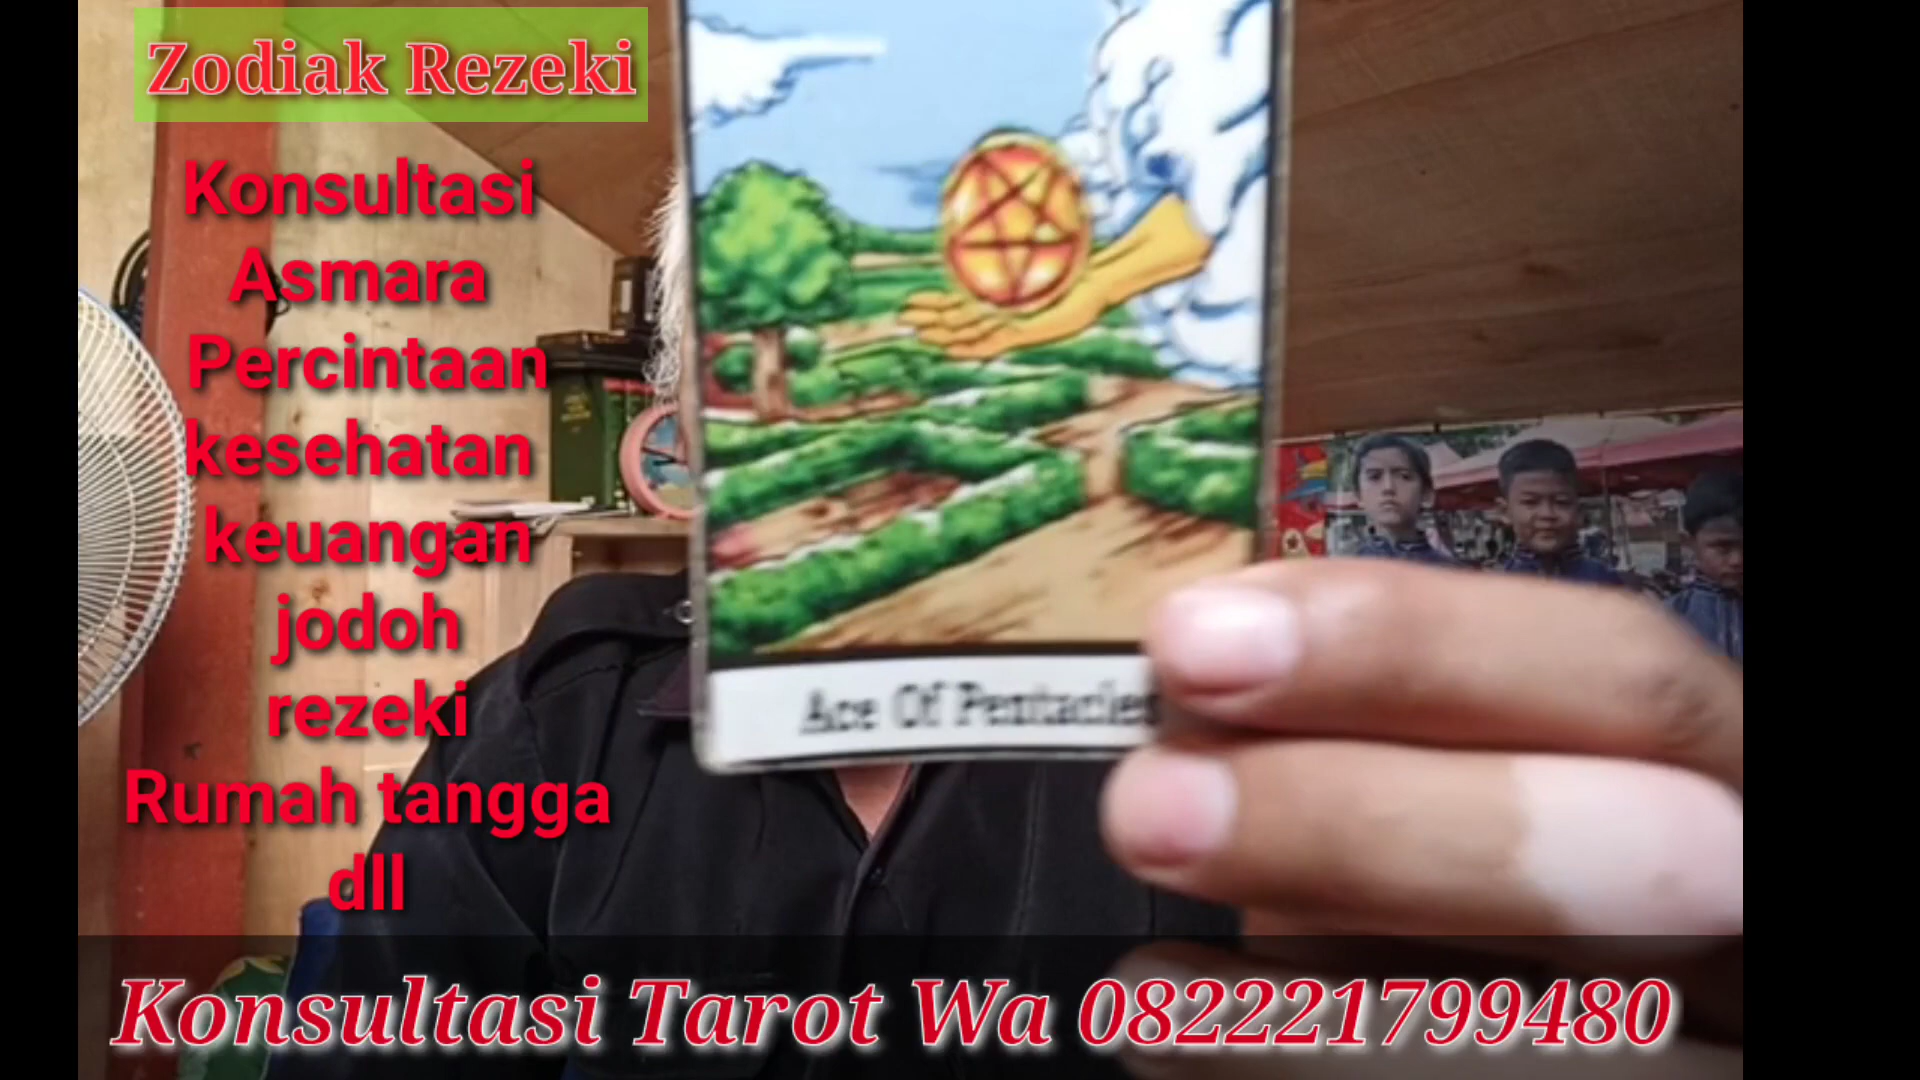 Zodiak Rezeki
Konsultasi
Asmara
Percintaan
kesehatan
keuangan
jodoh
rezeki
Rumah tangga
dll
Ace Of Pentacles
Konsultasi Tarot Wa 082221799480